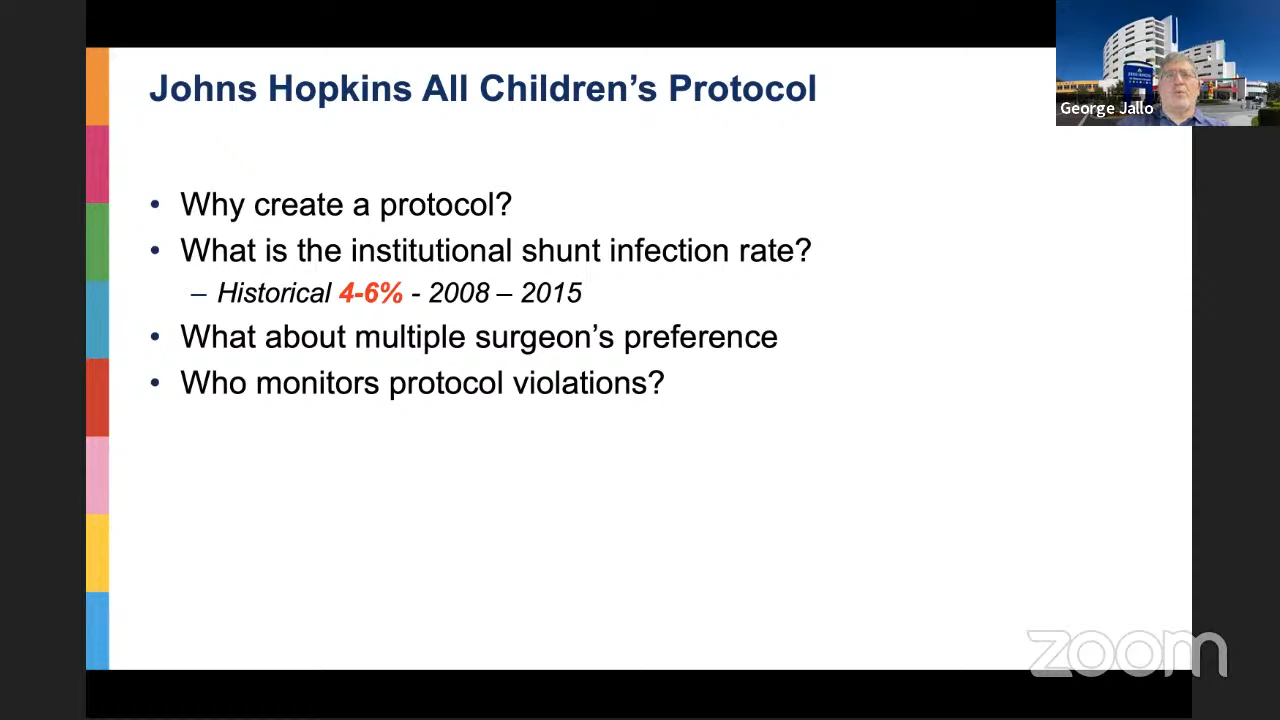 Johns Hopkins All Children’s Protocol
George Jallo
• Why create a protocol?
• What is the institutional shunt infection rate?
– Historical 4-6% - 2008 – 2015
• What about multiple surgeon’s preference
• Who monitors protocol violations?
zoom